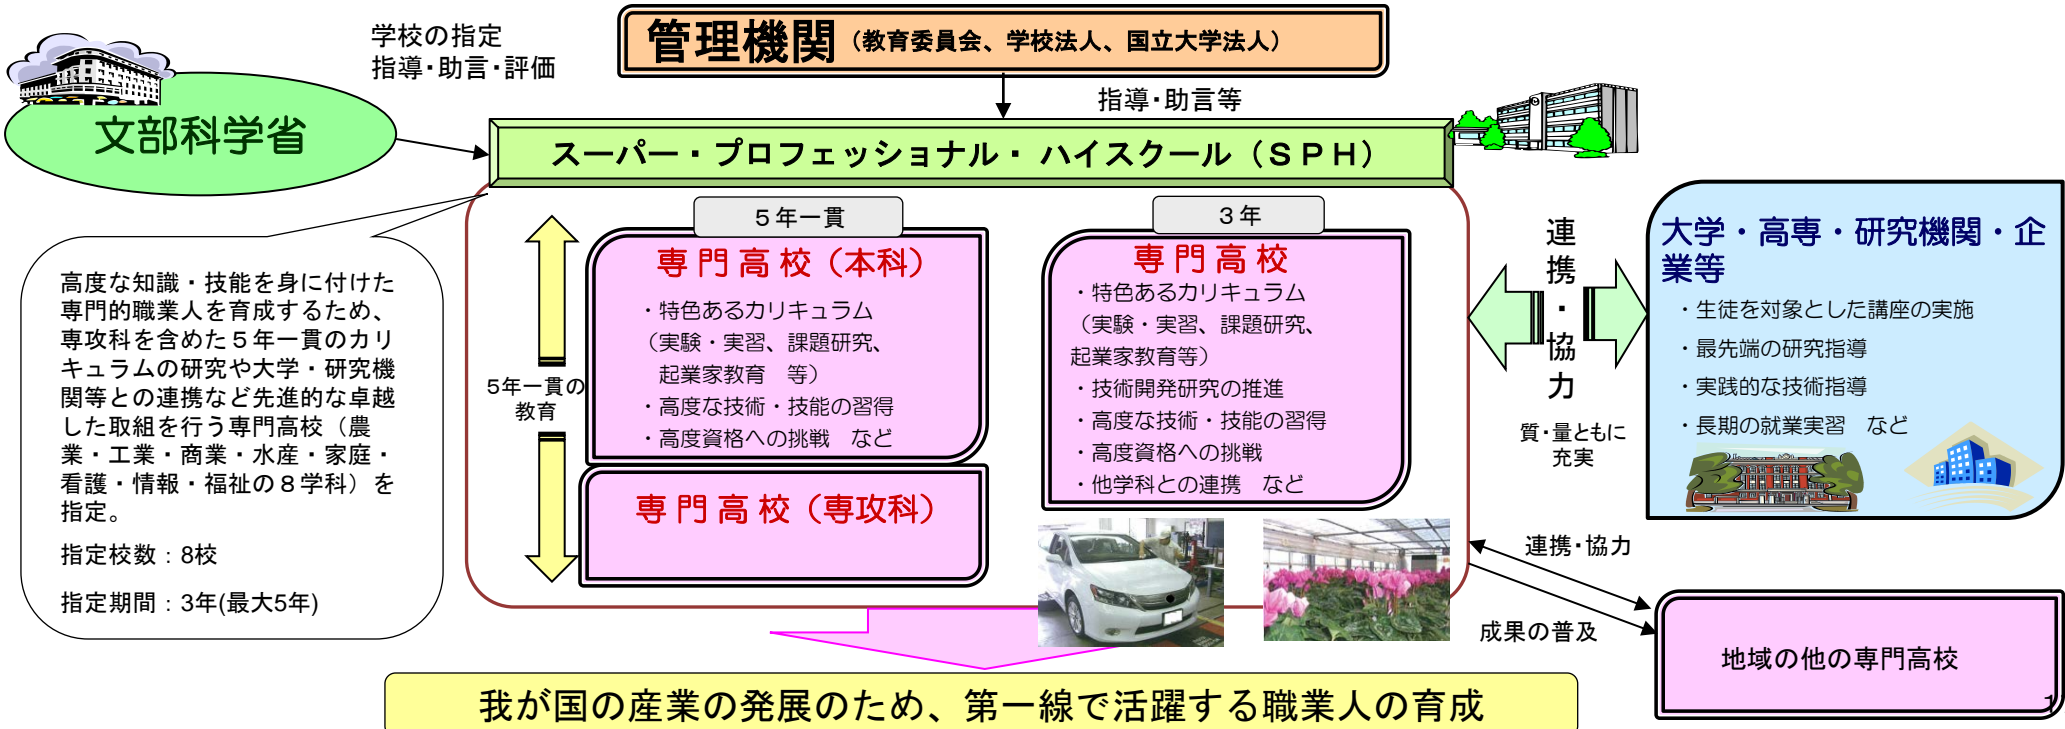 学校の指定
指導・助言・評価
管理機関（教育委員会、学校法人、国立大学法人）
指導・助言等
文部科学省
スーパー・プロフェッショナル・ ハイスクール（ＳＰＨ）
高度な知識・技能を身に付けた
専門的職業人を育成するため、
専攻科を含めた５年一貫のカリ
キュラムの研究や大学・研究機
関等との連携など先進的な卓越
した取組を行う専門高校（農
業・工業・商業・水産・家庭・
看護・情報・福祉の８学科）を
指定。
指定校数：8校
指定期間：3年(最大5年)
5年一貫の
教育
５年一貫
専門高校（本科）
・特色あるカリキュラム
（実験・実習、課題研究、
起業家教育　等）
・高度な技術・技能の習得
・高度資格への挑戦　など
専門高校（専攻科）
３年
専門高校
・特色あるカリキュラム
（実験・実習、課題研究、
起業家教育等）
・技術開発研究の推進
・高度な技術・技能の習得
・高度資格への挑戦
・他学科との連携　など
連携・協力
質・量ともに
充実
大学・高専・研究機関・企
業等
・生徒を対象とした講座の実施
・最先端の研究指導
・実践的な技術指導
・長期の就業実習　など
連携・協力
成果の普及
地域の他の専門高校
1
我が国の産業の発展のため、第一線で活躍する職業人の育成